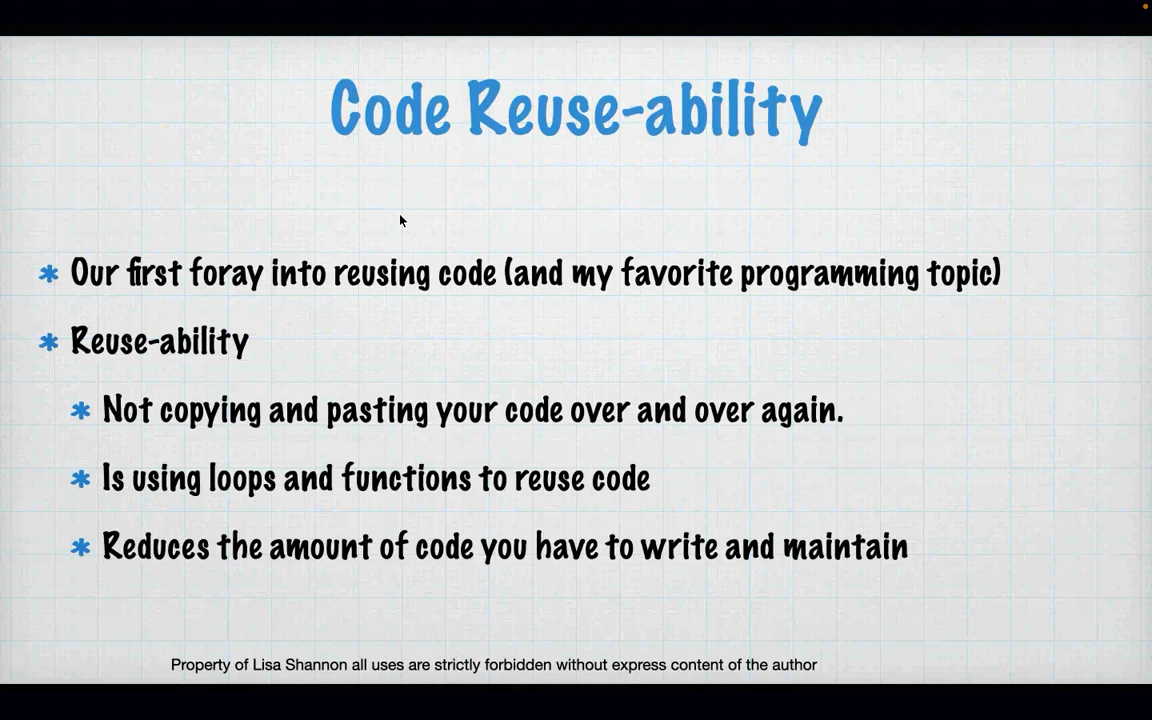 Code Reuse-ability
* Our first foray into reusing code (and my favorite programming topic)
* Reuse-ability
* Not copying and pasting your code over and over again.
* Is using loops and functions to reuse code
* Reduces the amount of code you have to write and maintain
Property of Lisa Shannon all uses are strictly forbidden without express content of the author